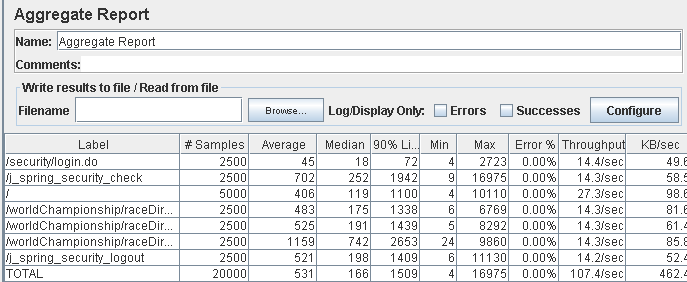 Aggregate Report
Name: Aggregate Report
Comments:
Write results to file / Read from file
Filename Browse... Log/Display Only: Errors Successes Configure
Label # Samples Average Median 90% Li... Min Max Error % Throughput KB/sec
/security/login.do 2500 45 18 72 4 2723 0.00% 14.4/sec 49.6
/j_spring_security_check 2500 702 252 1942 9 16975 0.00% 14.3/sec 58.5
/ 5000 406 119 1100 4 10110 0.00% 27.3/sec 98.6
/worldChampionship/raceDir... 2500 483 175 1338 6 6769 0.00% 14.3/sec 81.8
/worldChampionship/raceDir... 2500 525 191 1439 5 8292 0.00% 14.3/sec 61.4
/worldChampionship/raceDir... 2500 1159 742 2653 24 9860 0.00% 14.3/sec 85.8
/j_spring_security_logout 2500 521 198 1409 6 11130 0.00% 14.2/sec 52.4
TOTAL 20000 531 166 1509 4 16975 0.00% 107.4/sec 462.4